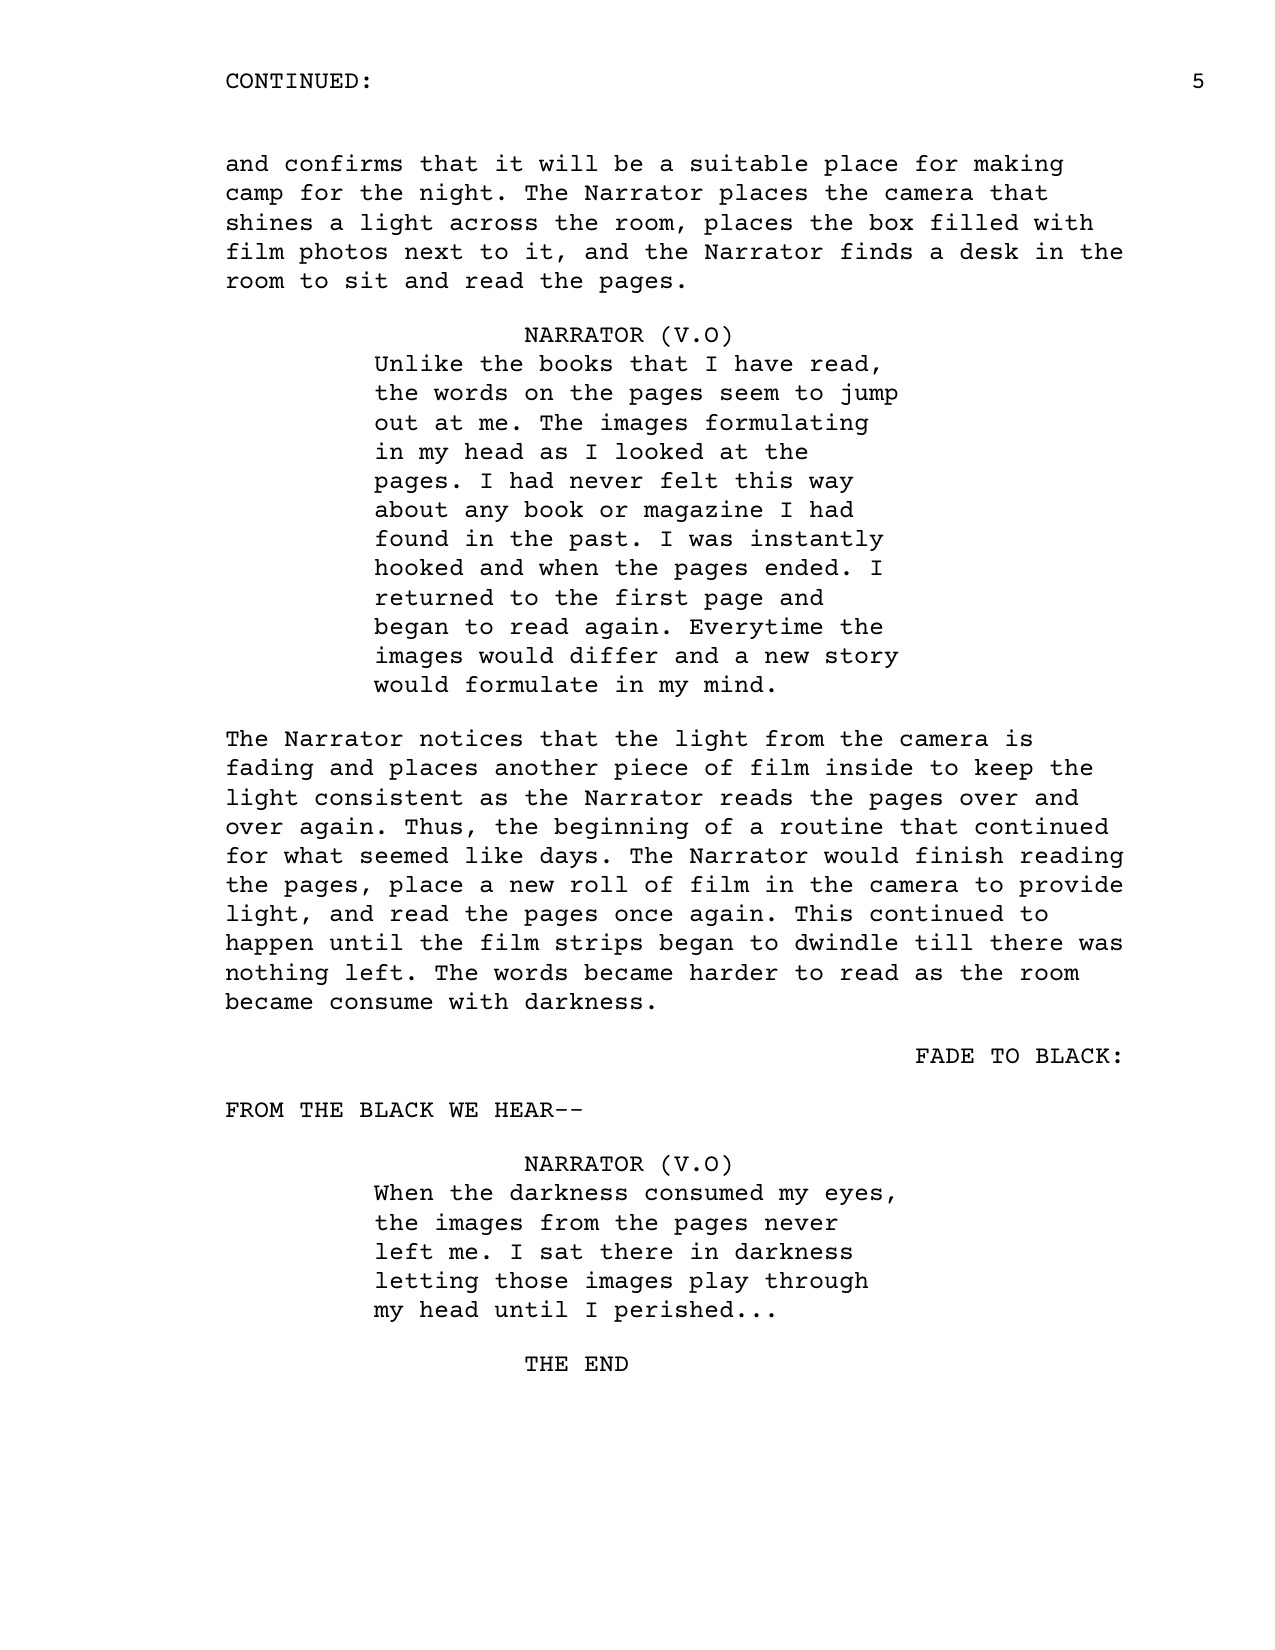 CONTINUED: 5
and confirms that it will be a suitable place for making
camp for the night. The Narrator places the camera that
shines a light across the room, places the box filled with
film photos next to it, and the Narrator finds a desk in the
room to sit and read the pages.
NARRATOR (V.O)
Unlike the books that I have read,
the words on the pages seem to jump
out at me. The images formulating
in my head as I looked at the
pages. I had never felt this way
about any book or magazine I had
found in the past. I was instantly
hooked and when the pages ended. I
returned to the first page and
began to read again. Everytime the
images would differ and a new story
would formulate in my mind.
The Narrator notices that the light from the camera is
fading and places another piece of film inside to keep the
light consistent as the Narrator reads the pages over and
over again. Thus, the beginning of a routine that continued
for what seemed like days. The Narrator would finish reading
the pages, place a new roll of film in the camera to provide
light, and read the pages once again. This continued to
happen until the film strips began to dwindle till there was
nothing left. The words became harder to read as the room
became consume with darkness.
FADE TO BLACK:
FROM THE BLACK WE HEAR--
NARRATOR (V.O)
When the darkness consumed my eyes,
the images from the pages never
left me. I sat there in darkness
letting those images play through
my head until I perished...
THE END